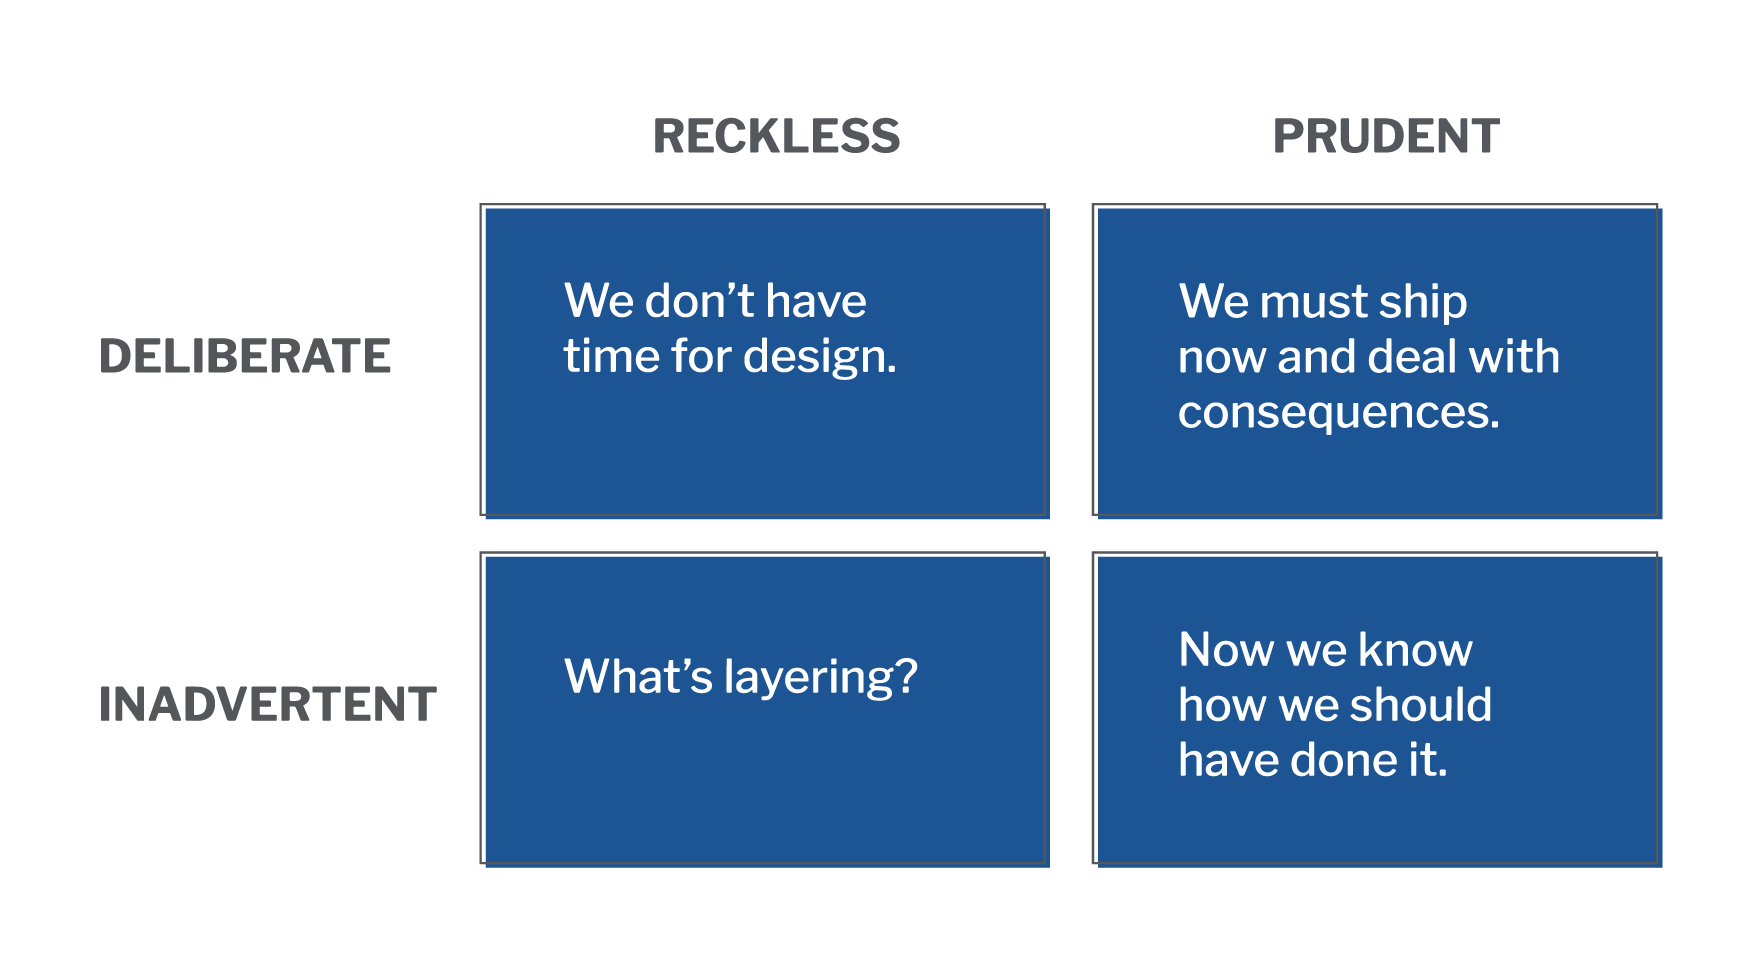 RECKLESS
PRUDENT
DELIBERATE
We don’t have
time for design.
We must ship
now and deal with
consequences.
INADVERTENT
What’s layering?
Now we know
how we should
have done it.